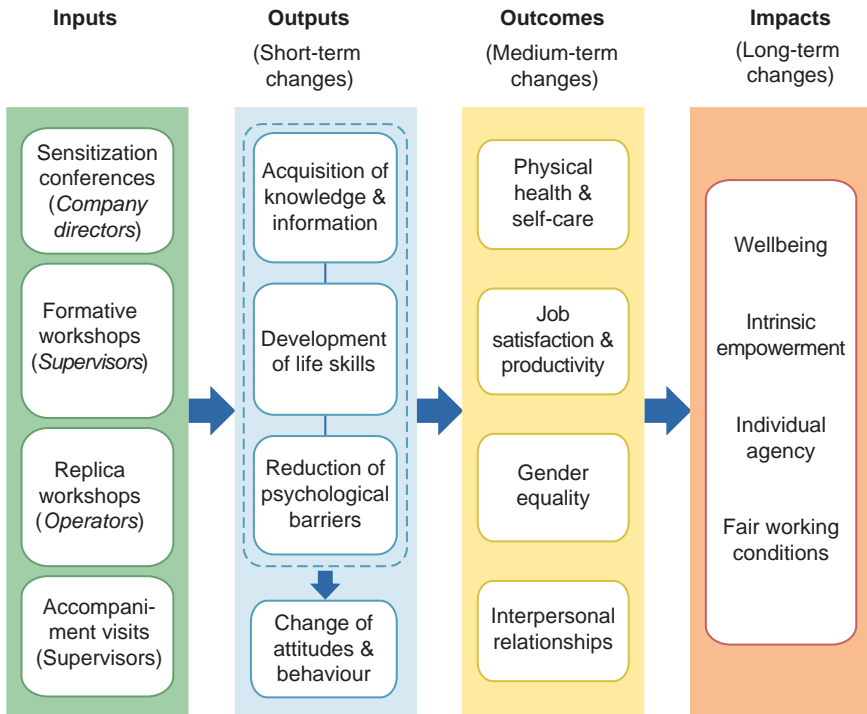 Inputs
Outputs
(Short-term
changes)
Outcomes
(Medium-term
changes)
Impacts
(Long-term
changes)
Sensitization
conferences
(Company
directors)
Formative
workshops
(Supervisors)
Replica
workshops
(Operators)
Accompani-
ment visits
(Supervisors)
Acquisition of
knowledge &
information
Development
of life skills
Reduction of
psychological
barriers
Change of
attitudes &
behaviour
Physical
health &
self-care
Job
satisfaction &
productivity
Gender
equality
Interpersonal
relationships
Wellbeing
Intrinsic
empowerment
Individual
agency
Fair working
conditions